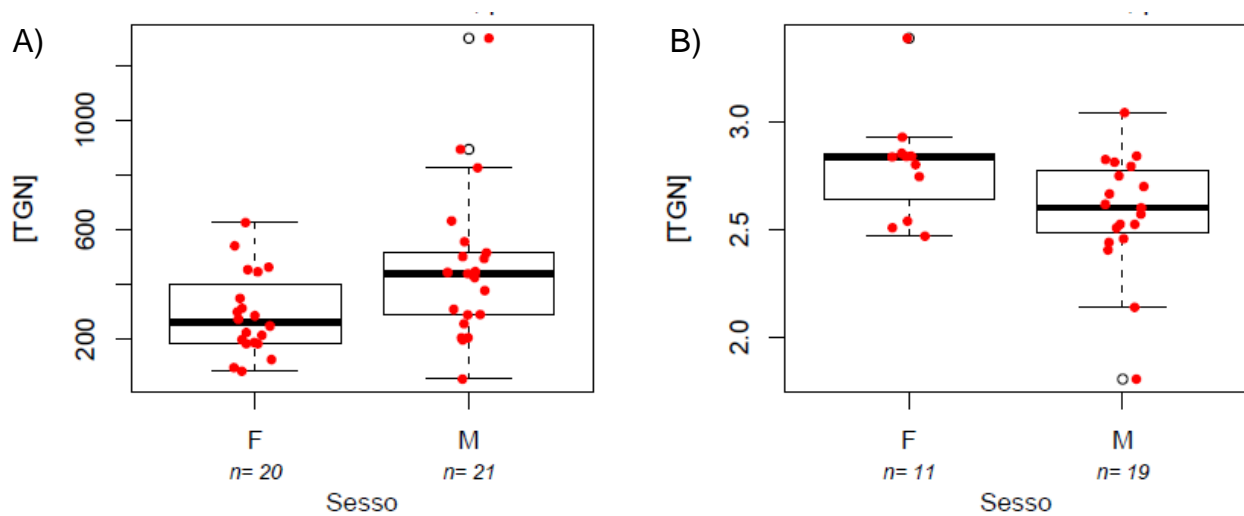 A)
[TGN]
1000
600
200
F
M
n= 20
n= 21
Sesso
B)
[TGN]
3.0
2.5
2.0
F
M
n= 11
n= 19
Sesso